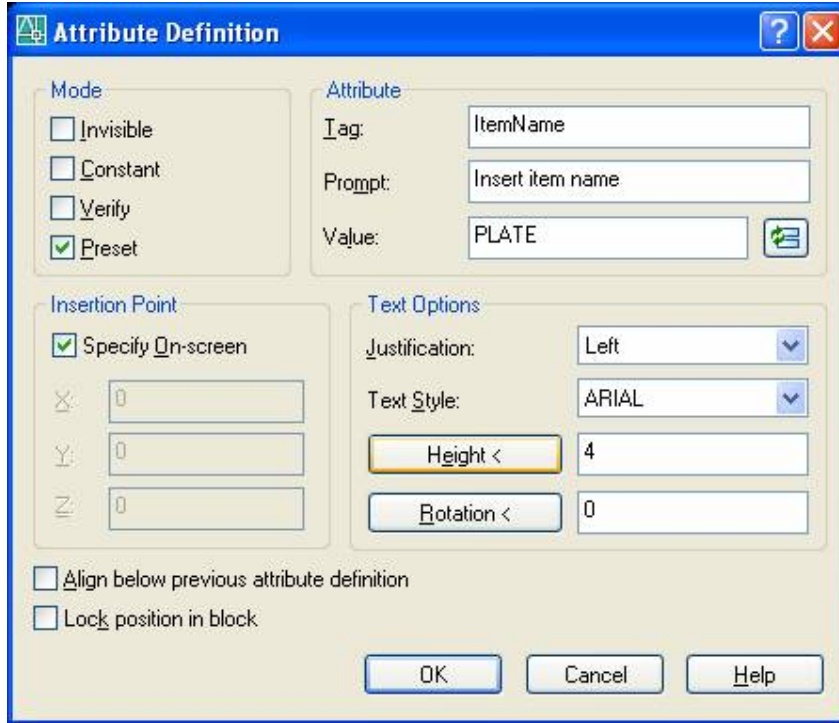 Attribute Definition
Mode
Invisible
Constant
Verify
Preset
Attribute
Tag: ItemName
Prompt: Insert item name
Value: PLATE
Insertion Point
Specify On-screen
X: 0
Y: 0
Z: 0
Text Options
Justification: Left
Text Style: ARIAL
Height < 4
Rotation < 0
Align below previous attribute definition
Lock position in block
OK Cancel Help